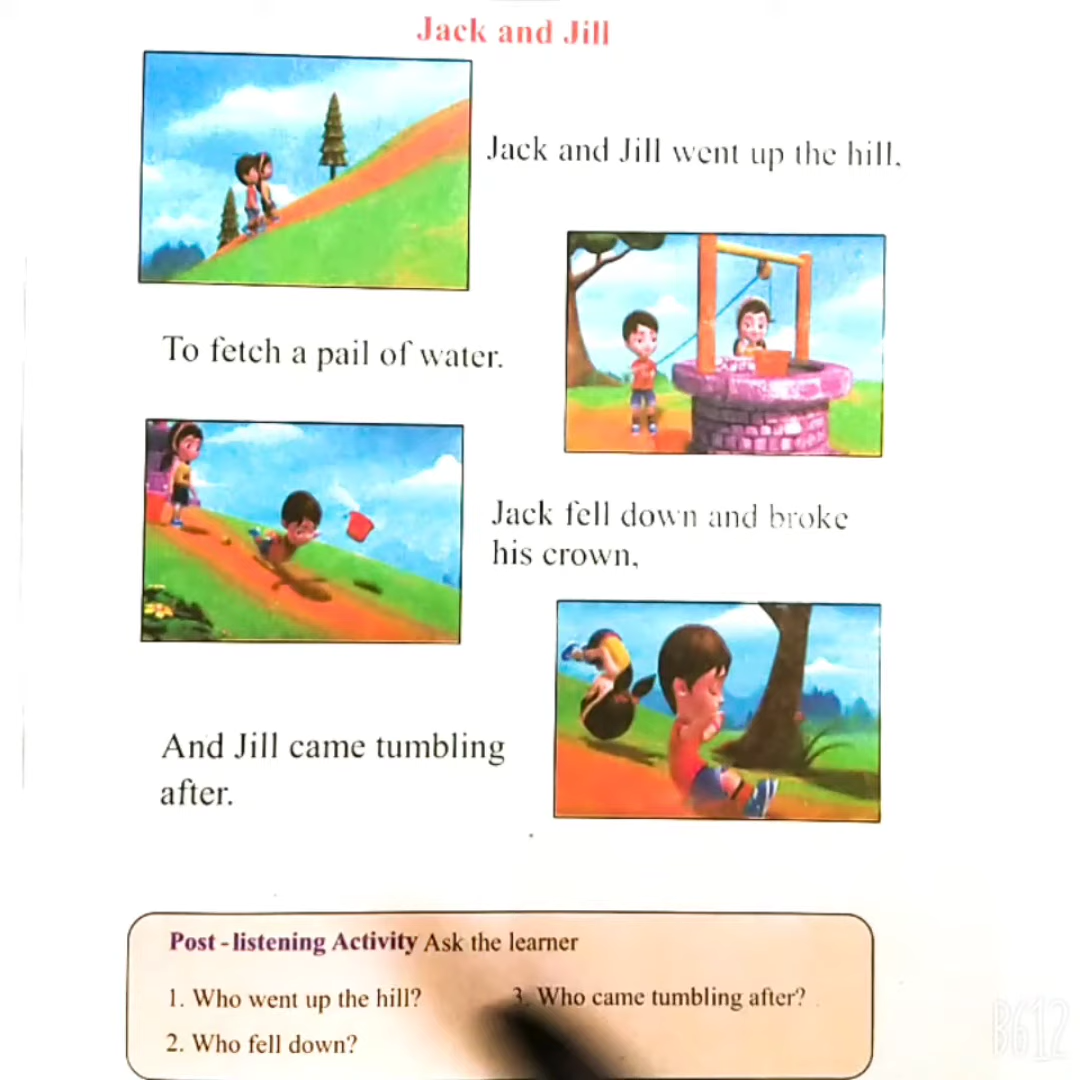 Jack and Jill
Jack and Jill went up the hill,
To fetch a pail of water.
Jack fell down and broke
his crown,
And Jill came tumbling
after.
Post - listening Activity Ask the learner
1. Who went up the hill?
3. Who came tumbling after?
2. Who fell down?
B612